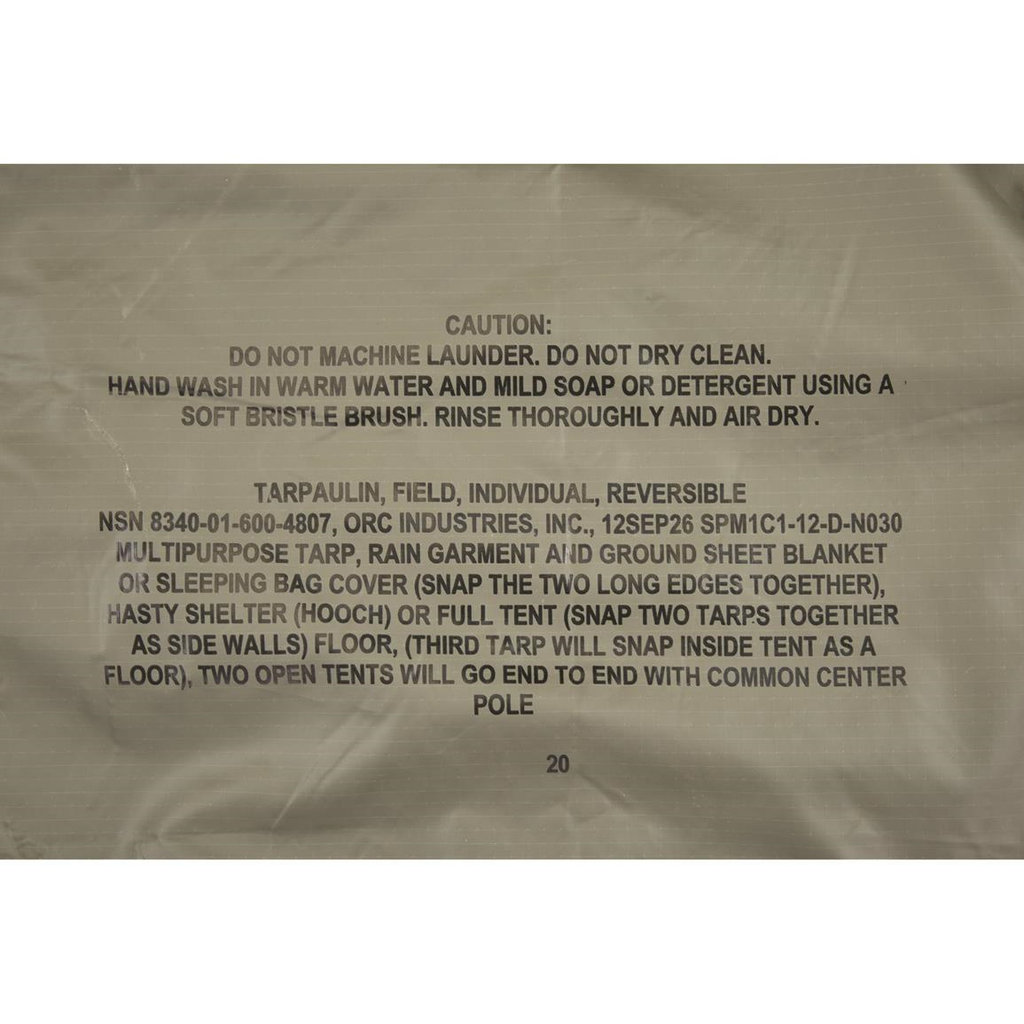 CAUTION:
DO NOT MACHINE LAUNDER. DO NOT DRY CLEAN.
HAND WASH IN WARM WATER AND MILD SOAP OR DETERGENT USING A
SOFT BRISTLE BRUSH. RINSE THOROUGHLY AND AIR DRY.
TARPAULIN, FIELD, INDIVIDUAL, REVERSIBLE
NSN 8340-01-600-4807, ORC INDUSTRIES, INC., 12SEP26 SPM1C1-12-D-N030
MULTIPURPOSE TARP, RAIN GARMENT AND GROUND SHEET BLANKET
OR SLEEPING BAG COVER (SNAP THE TWO LONG EDGES TOGETHER),
HASTY SHELTER (HOOCH) OR FULL TENT (SNAP TWO TARPS TOGETHER
AS SIDE WALLS) FLOOR, (THIRD TARP WILL SNAP INSIDE TENT AS A
FLOOR), TWO OPEN TENTS WILL GO END TO END WITH COMMON CENTER
POLE
20